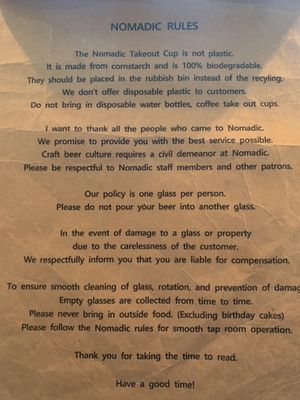 NOMADIC RULES
The Nomadic Takeout Cup is not plastic.
It is made from cornstarch and is 100% biodegradable.
They should be placed in the rubbish bin instead of the recyling.
We don't offer disposable plastic to customers.
Do not bring in disposable water bottles, coffee take out cups.
I want to thank all the people who came to Nomadic.
We promise to provide you with the best service possible.
Craft beer culture requires a civil demeanor at Nomadic.
Please be respectful to Nomadic staff members and other patrons.
Our policy is one glass per person.
Please do not pour your beer into another glass.
In the event of damage to a glass or property
due to the carelessness of the customer.
We respectfully inform you that you are liable for compensation.
To ensure smooth cleaning of glass, rotation, and prevention of damag
Empty glasses are collected from time to time.
Please never bring in outside food. (Excluding birthday cakes)
Please follow the Nomadic rules for smooth tap room operation.
Thank you for taking the time to read.
Have a good time!